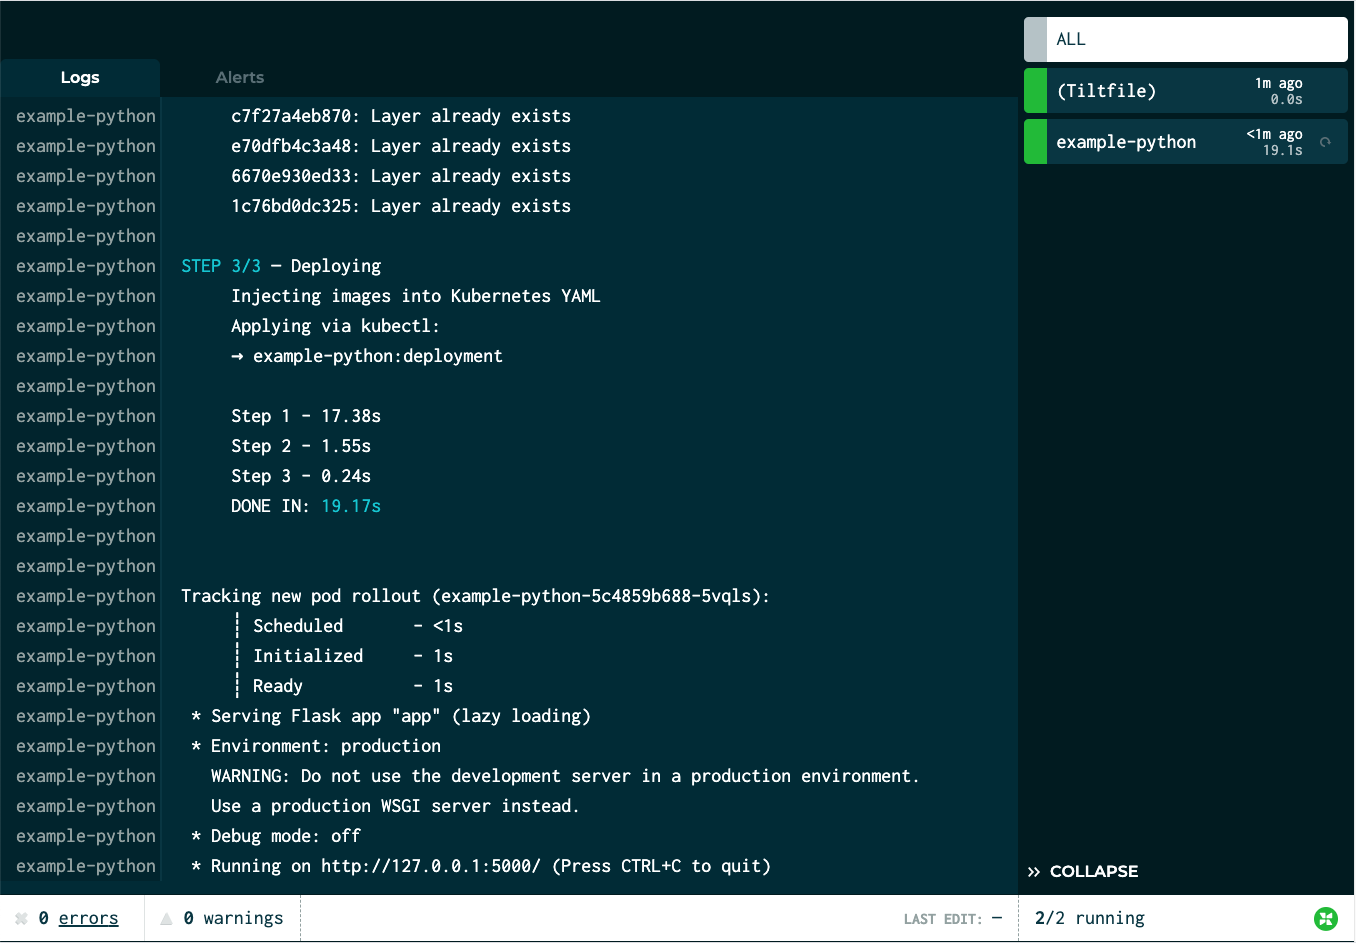 ALL
Logs
Alerts
(Tiltfile) 1m ago
0.0s
example-python <1m ago
19.1s
example-python c7f27a4eb870: Layer already exists
example-python e70dfb4c3a48: Layer already exists
example-python 6670e930ed33: Layer already exists
example-python 1c76bd0dc325: Layer already exists
example-python
example-python STEP 3/3 — Deploying
example-python Injecting images into Kubernetes YAML
example-python Applying via kubectl:
example-python → example-python:deployment
example-python
example-python Step 1 - 17.38s
example-python Step 2 - 1.55s
example-python Step 3 - 0.24s
example-python DONE IN: 19.17s
example-python
example-python
example-python Tracking new pod rollout (example-python-5c4859b688-5vqls):
example-python ┊ Scheduled - <1s
example-python ┊ Initialized - 1s
example-python ┊ Ready - 1s
example-python * Serving Flask app "app" (lazy loading)
example-python * Environment: production
example-python WARNING: Do not use the development server in a production environment.
example-python Use a production WSGI server instead.
example-python * Debug mode: off
example-python * Running on http://127.0.0.1:5000/ (Press CTRL+C to quit)
» COLLAPSE
0 errors
0 warnings
LAST EDIT: —
2/2 running